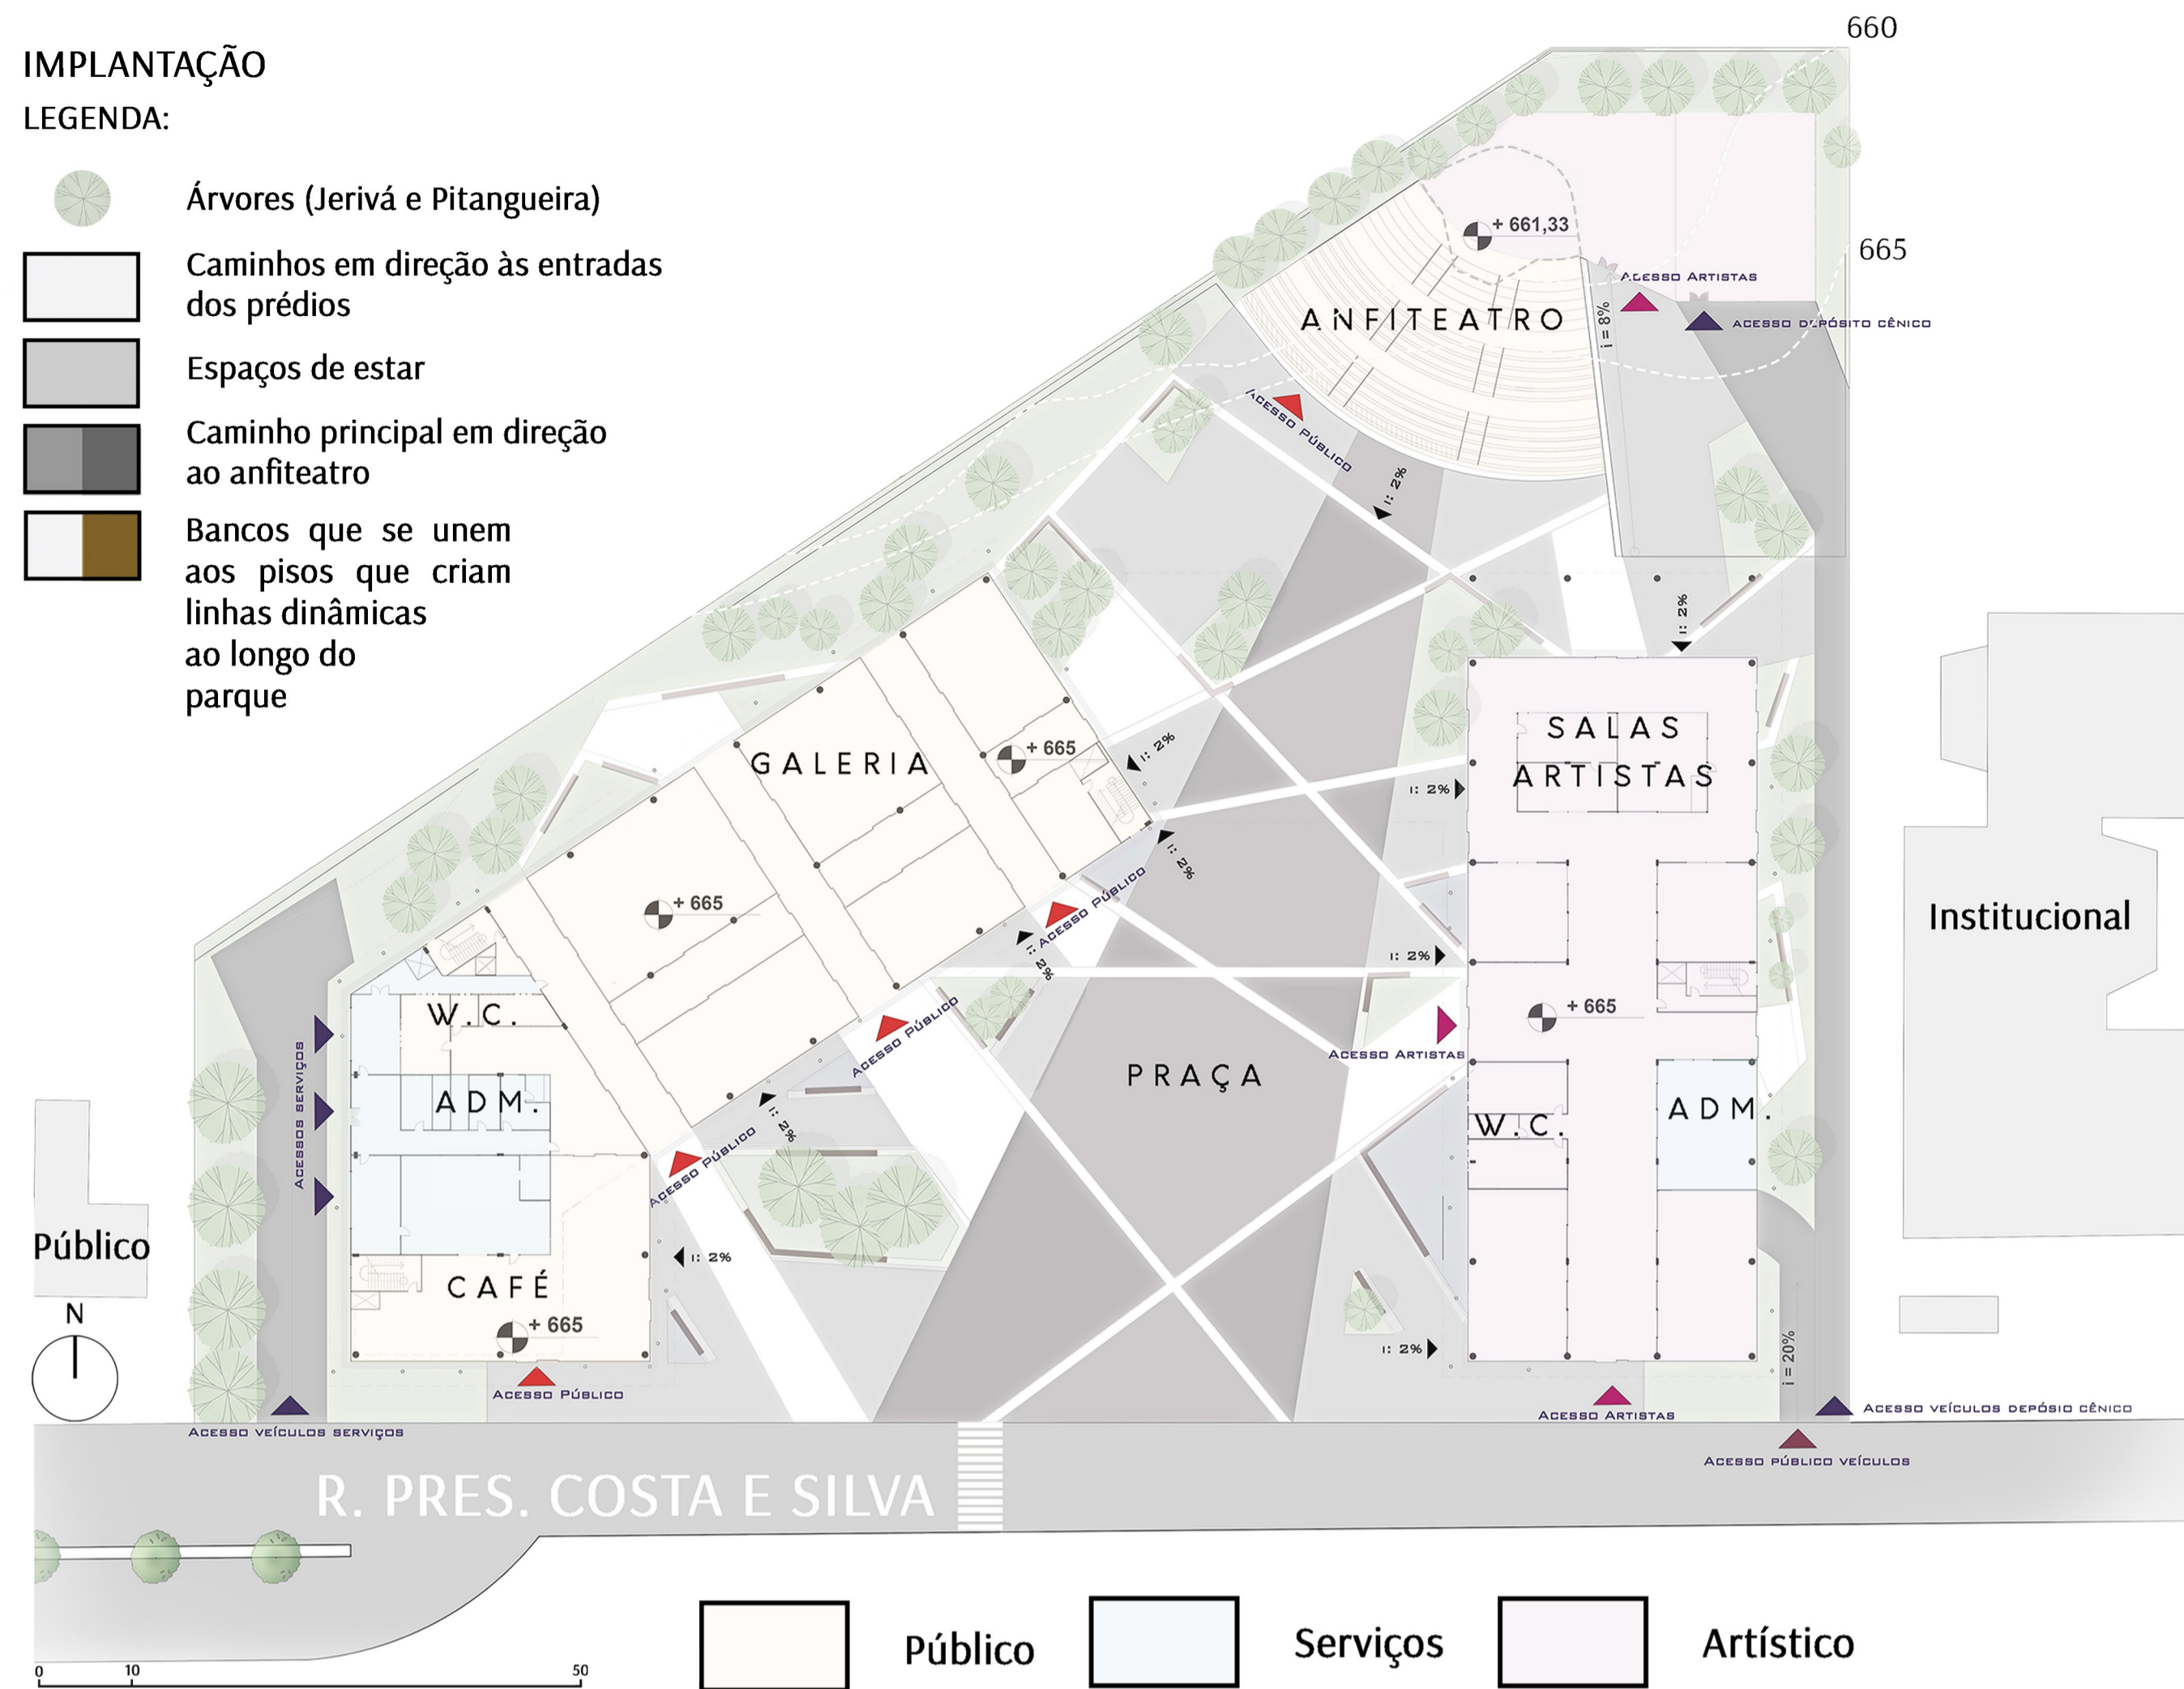 IMPLANTAÇÃO
LEGENDA:
Árvores (Jerivá e Pitangueira)
Caminhos em direção às entradas
dos prédios
Espaços de estar
Caminho principal em direção
ao anfiteatro
Bancos que se unem
aos pisos que criam
linhas dinâmicas
ao longo do
parque
660
665
+ 661,33
ACESSO ARTISTAS
ACESSO DEPÓSITO CÊNICO
i = 8%
ANFITEATRO
ACESSO PÚBLICO
I: 2%
I: 2%
GALERIA
+ 665
I: 2%
I: 2%
SALAS
ARTISTAS
I: 2%
+ 665
ACESSO PÚBLICO
I: 2%
I: 2%
Institucional
W.C.
ACESSO PÚBLICO
+ 665
ACESSO ARTISTAS
PRAÇA
ADM.
ACESSOS SERVIÇOS
I: 2%
ACESSO PÚBLICO
W.C.
ADM.
Público
I: 2%
CAFÉ
+ 665
N
I: 2%
i = 20%
ACESSO PÚBLICO
ACESSO ARTISTAS
ACESSO VEÍCULOS DEPÓSIO CÊNICO
ACESSO VEÍCULOS SERVIÇOS
ACESSO PÚBLICO VEÍCULOS
R. PRES. COSTA E SILVA
0 10 50
Público
Serviços
Artístico